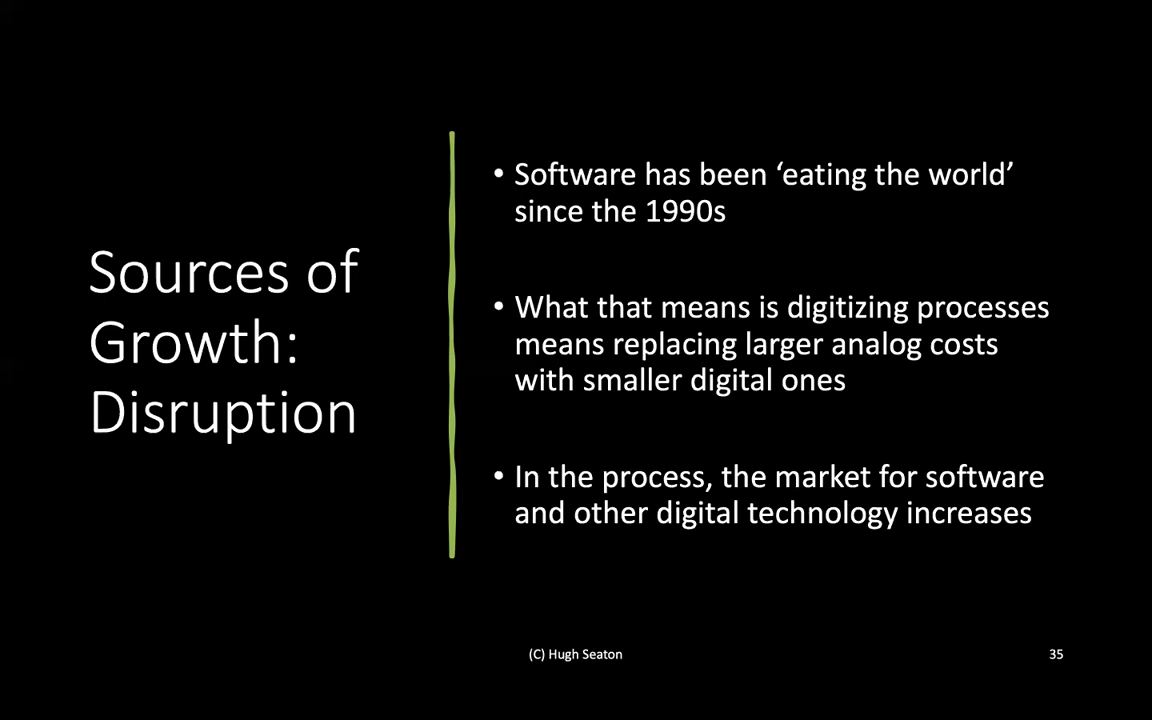 Sources of
Growth:
Disruption
• Software has been ‘eating the world’
since the 1990s
• What that means is digitizing processes
means replacing larger analog costs
with smaller digital ones
• In the process, the market for software
and other digital technology increases
(C) Hugh Seaton
35